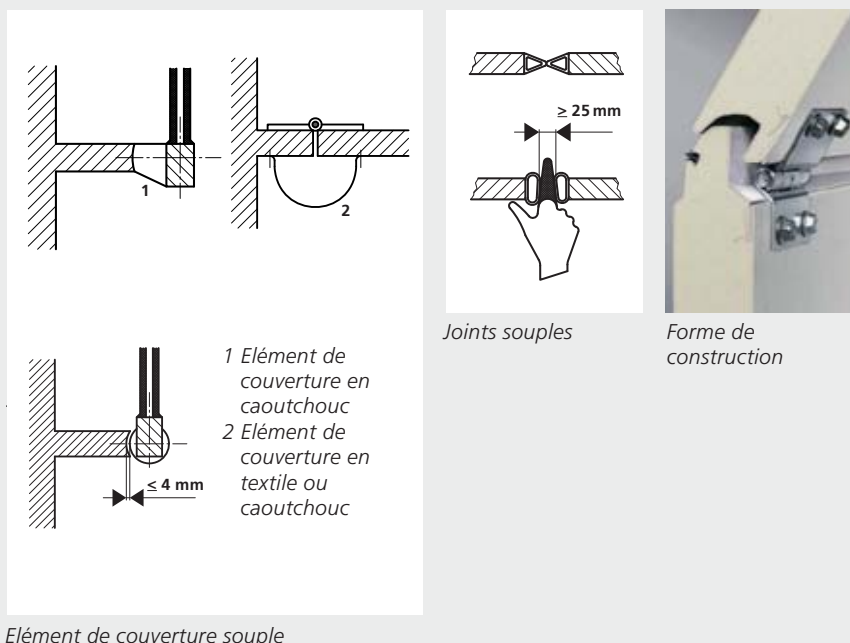 1
2
≤ 4 mm
1 Elément de
couverture en
caoutchouc
2 Elément de
couverture en
textile ou
caoutchouc
Elément de couverture souple
≥ 25 mm
Joints souples
Forme de
construction